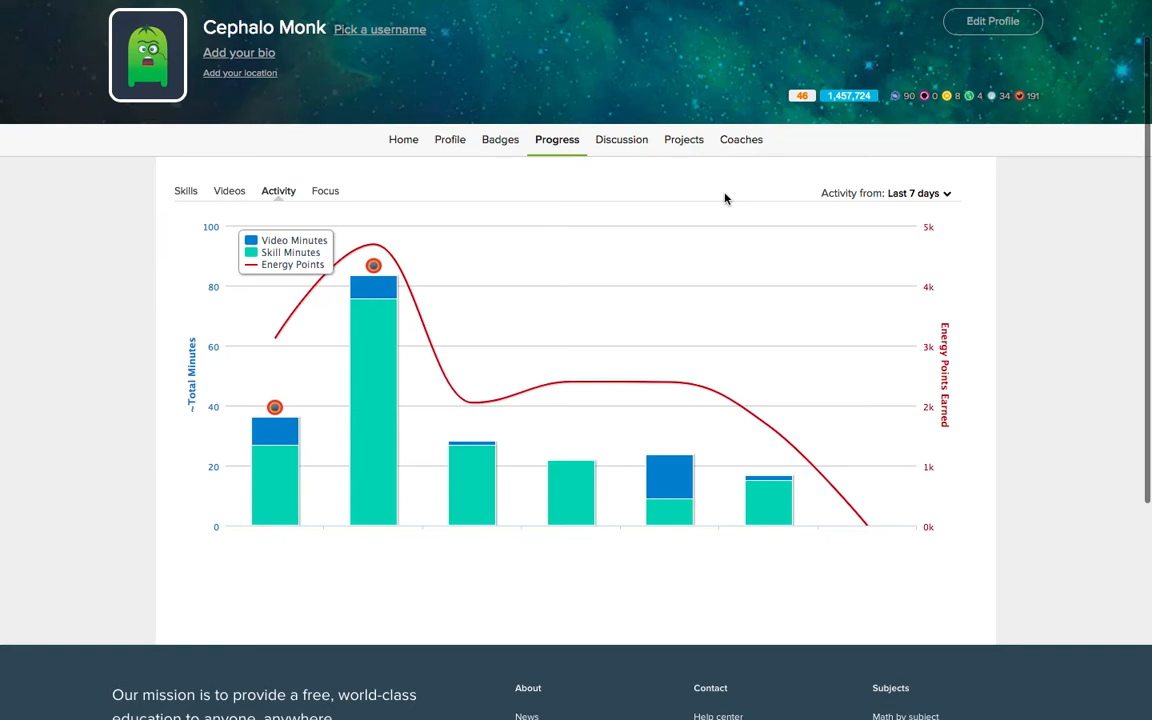 Cephalo Monk Pick a username
Add your bio
Add your location
Edit Profile
46 1,457,724 90 0 8 4 34 191
Home Profile Badges Progress Discussion Projects Coaches
Skills Videos Activity Focus
Activity from: Last 7 days
Video Minutes
Skill Minutes
Energy Points
~Total Minutes
100
80
60
40
20
0
5k
4k
3k
2k
1k
0k
Energy Points Earned
Our mission is to provide a free, world-class
education to anyone, anywhere.
About
News
Contact
Help center
Subjects
Math by subject